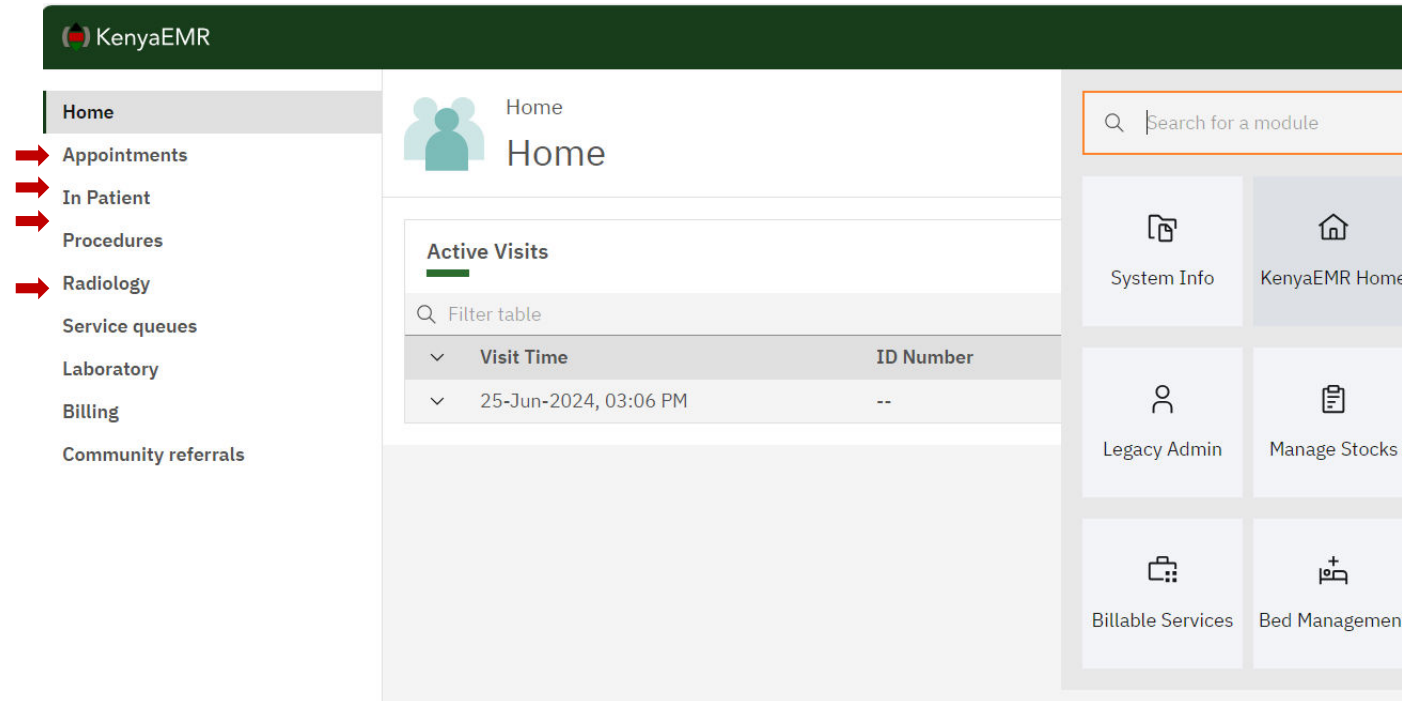 KenyaEMR
Home
Appointments
In Patient
Procedures
Radiology
Service queues
Laboratory
Billing
Community referrals
Home
Home
Active Visits
Filter table
Visit Time ID Number
25-Jun-2024, 03:06 PM --
Search for a module
System Info KenyaEMR Home
Legacy Admin Manage Stocks
Billable Services Bed Managemen